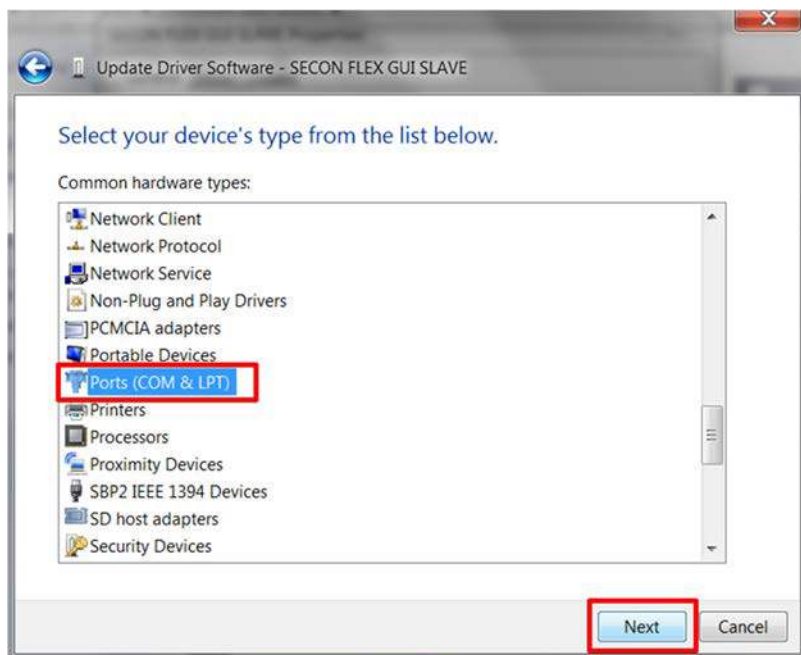 Update Driver Software - SECON FLEX GUI SLAVE
Select your device's type from the list below.
Common hardware types:
Network Client
Network Protocol
Network Service
Non-Plug and Play Drivers
PCMCIA adapters
Portable Devices
Ports (COM & LPT)
Printers
Processors
Proximity Devices
SBP2 IEEE 1394 Devices
SD host adapters
Security Devices
Next Cancel